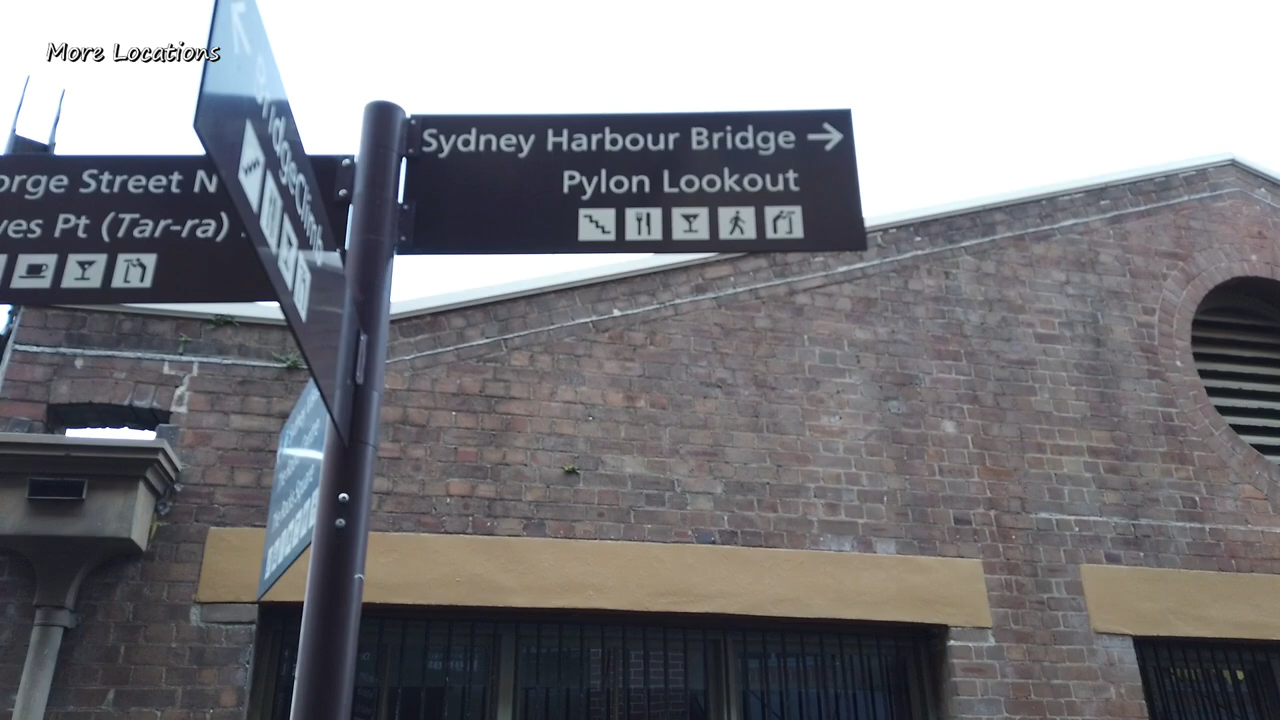 More Locations
Sydney Harbour Bridge →
Pylon Lookout
orge Street N
ves Pt (Tar-ra)
BridgeClimb